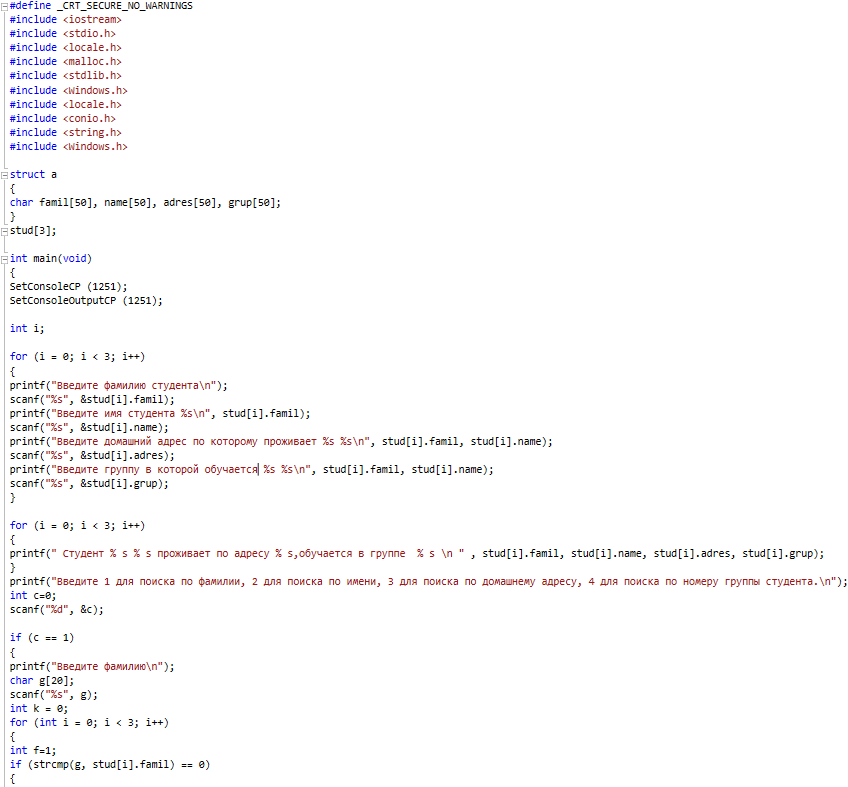 #define _CRT_SECURE_NO_WARNINGS
#include <iostream>
#include <stdio.h>
#include <locale.h>
#include <malloc.h>
#include <stdlib.h>
#include <Windows.h>
#include <locale.h>
#include <conio.h>
#include <string.h>
#include <Windows.h>
struct a
{
char famil[50], name[50], adres[50], grup[50];
}
stud[3];
int main(void)
{
SetConsoleCP (1251);
SetConsoleOutputCP (1251);
int i;
for (i = 0; i < 3; i++)
{
printf("Введите фамилию студента\n");
scanf("%s", &stud[i].famil);
printf("Введите имя студента %s\n", stud[i].famil);
scanf("%s", &stud[i].name);
printf("Введите домашний адрес по которому проживает %s %s\n", stud[i].famil, stud[i].name);
scanf("%s", &stud[i].adres);
printf("Введите группу в которой обучается %s %s\n", stud[i].famil, stud[i].name);
scanf("%s", &stud[i].grup);
}
for (i = 0; i < 3; i++)
{
printf(" Студент % s % s проживает по адресу % s,обучается в группе  % s \n " , stud[i].famil, stud[i].name, stud[i].adres, stud[i].grup);
}
printf("Введите 1 для поиска по фамилии, 2 для поиска по имени, 3 для поиска по домашнему адресу, 4 для поиска по номеру группы студента.\n");
int c=0;
scanf("%d", &c);
if (c == 1)
{
printf("Введите фамилию\n");
char g[20];
scanf("%s", g);
int k = 0;
for (int i = 0; i < 3; i++)
{
int f=1;
if (strcmp(g, stud[i].famil) == 0)
{